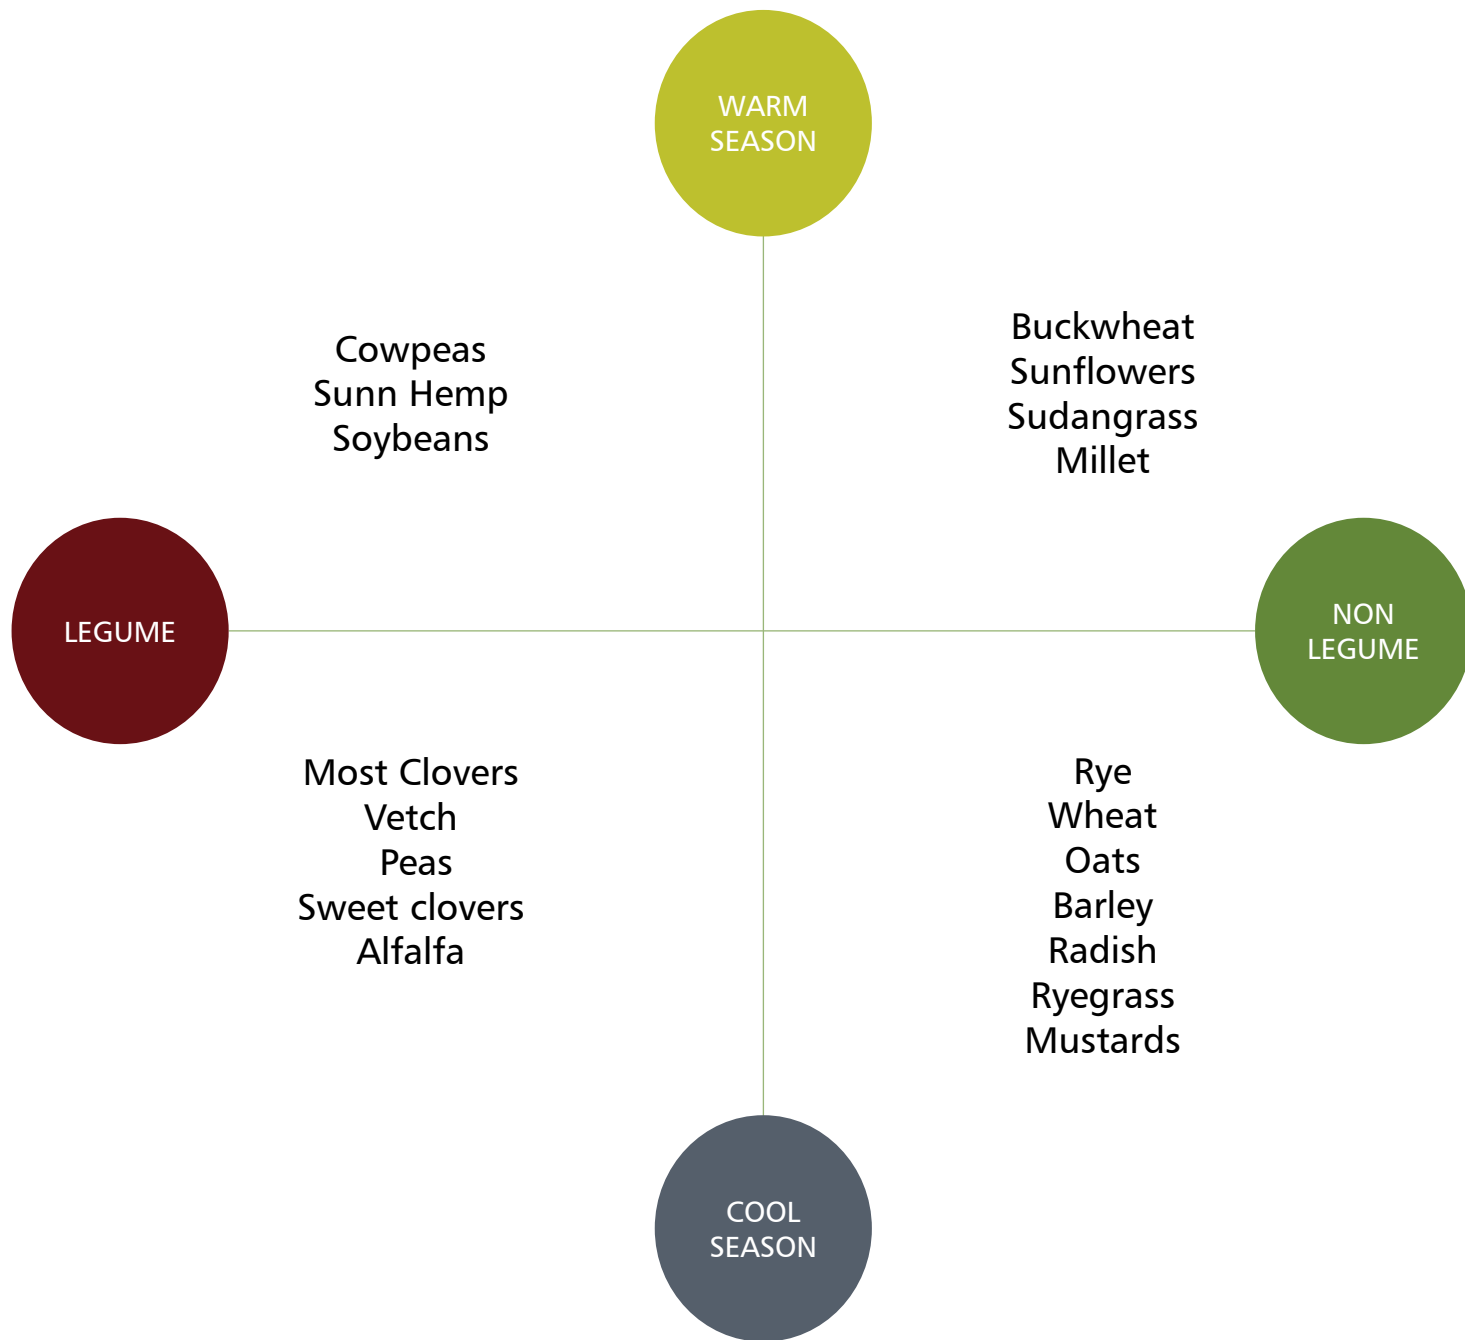 WARM
SEASON
Cowpeas
Sunn Hemp
Soybeans
Buckwheat
Sunflowers
Sudangrass
Millet
LEGUME
NON
LEGUME
Most Clovers
Vetch
Peas
Sweet clovers
Alfalfa
Rye
Wheat
Oats
Barley
Radish
Ryegrass
Mustards
COOL
SEASON